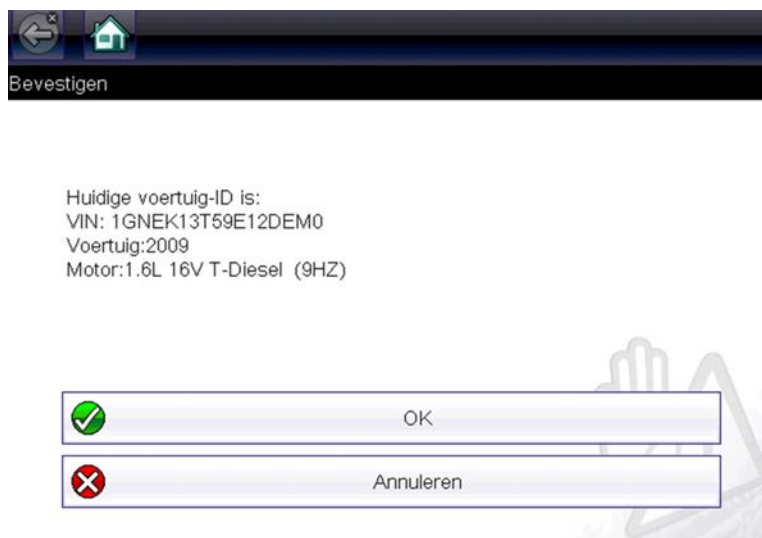 Bevestigen
Huidige voertuig-ID is:
VIN: 1GNEK13T59E12DEM0
Voertuig:2009
Motor:1.6L 16V T-Diesel (9HZ)
OK
Annuleren